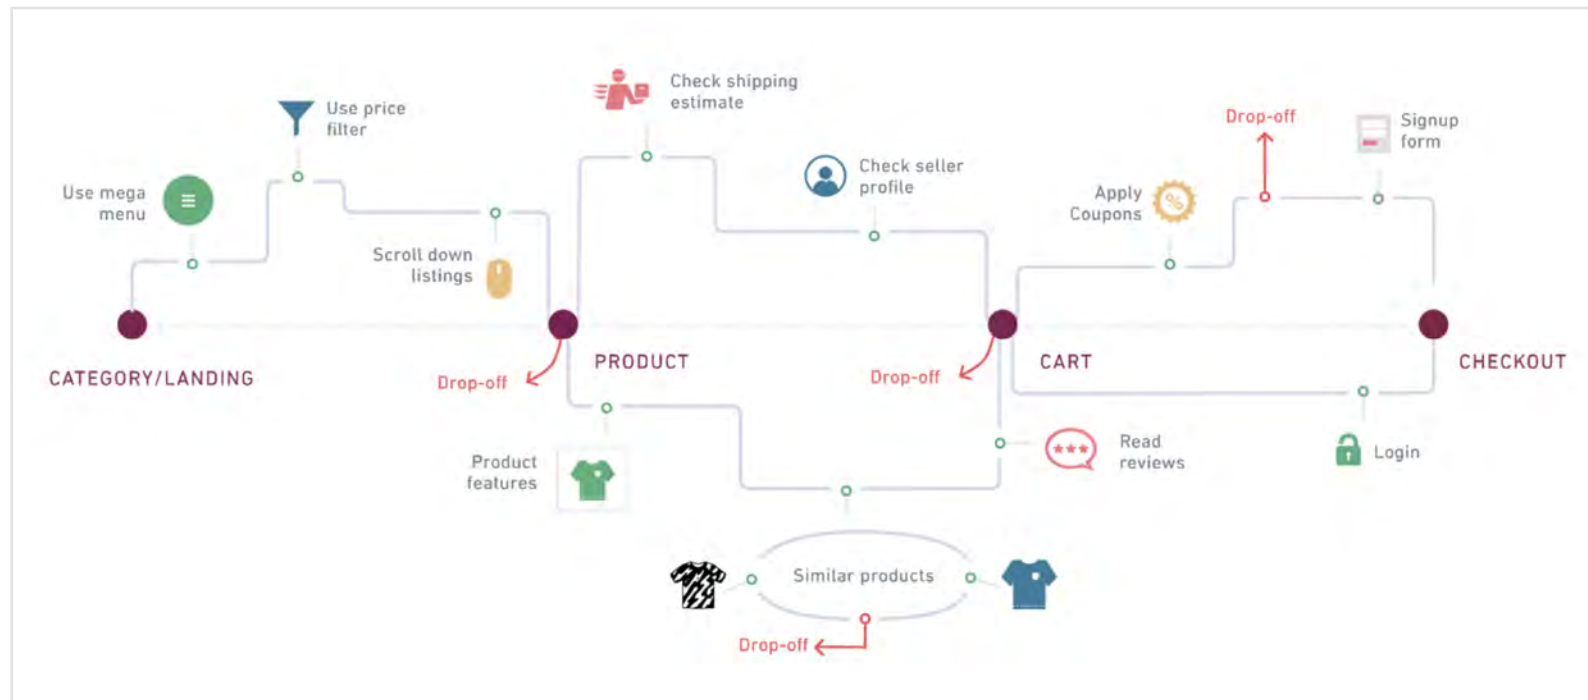 Use mega
menu
Use price
filter
Scroll down
listings
CATEGORY/LANDING
Check shipping
estimate
Check seller
profile
PRODUCT
Drop-off
Product
features
Similar products
Drop-off
Read
reviews
Drop-off
CART
Apply
Coupons
%
Drop-off
Signup
form
Login
CHECKOUT